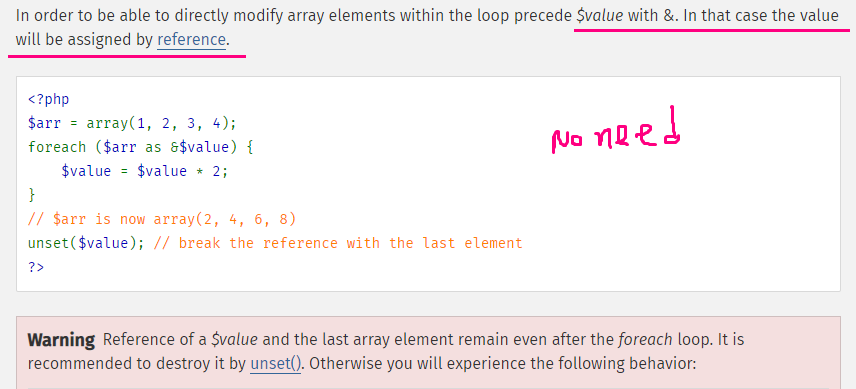 In order to be able to directly modify array elements within the loop precede $value with &. In that case the value
will be assigned by reference.
<?php
$arr = array(1, 2, 3, 4);
foreach ($arr as &$value) {
    $value = $value * 2;
}
// $arr is now array(2, 4, 6, 8)
unset($value); // break the reference with the last element
?>
No need
Warning Reference of a $value and the last array element remain even after the foreach loop. It is
recommended to destroy it by unset(). Otherwise you will experience the following behavior: